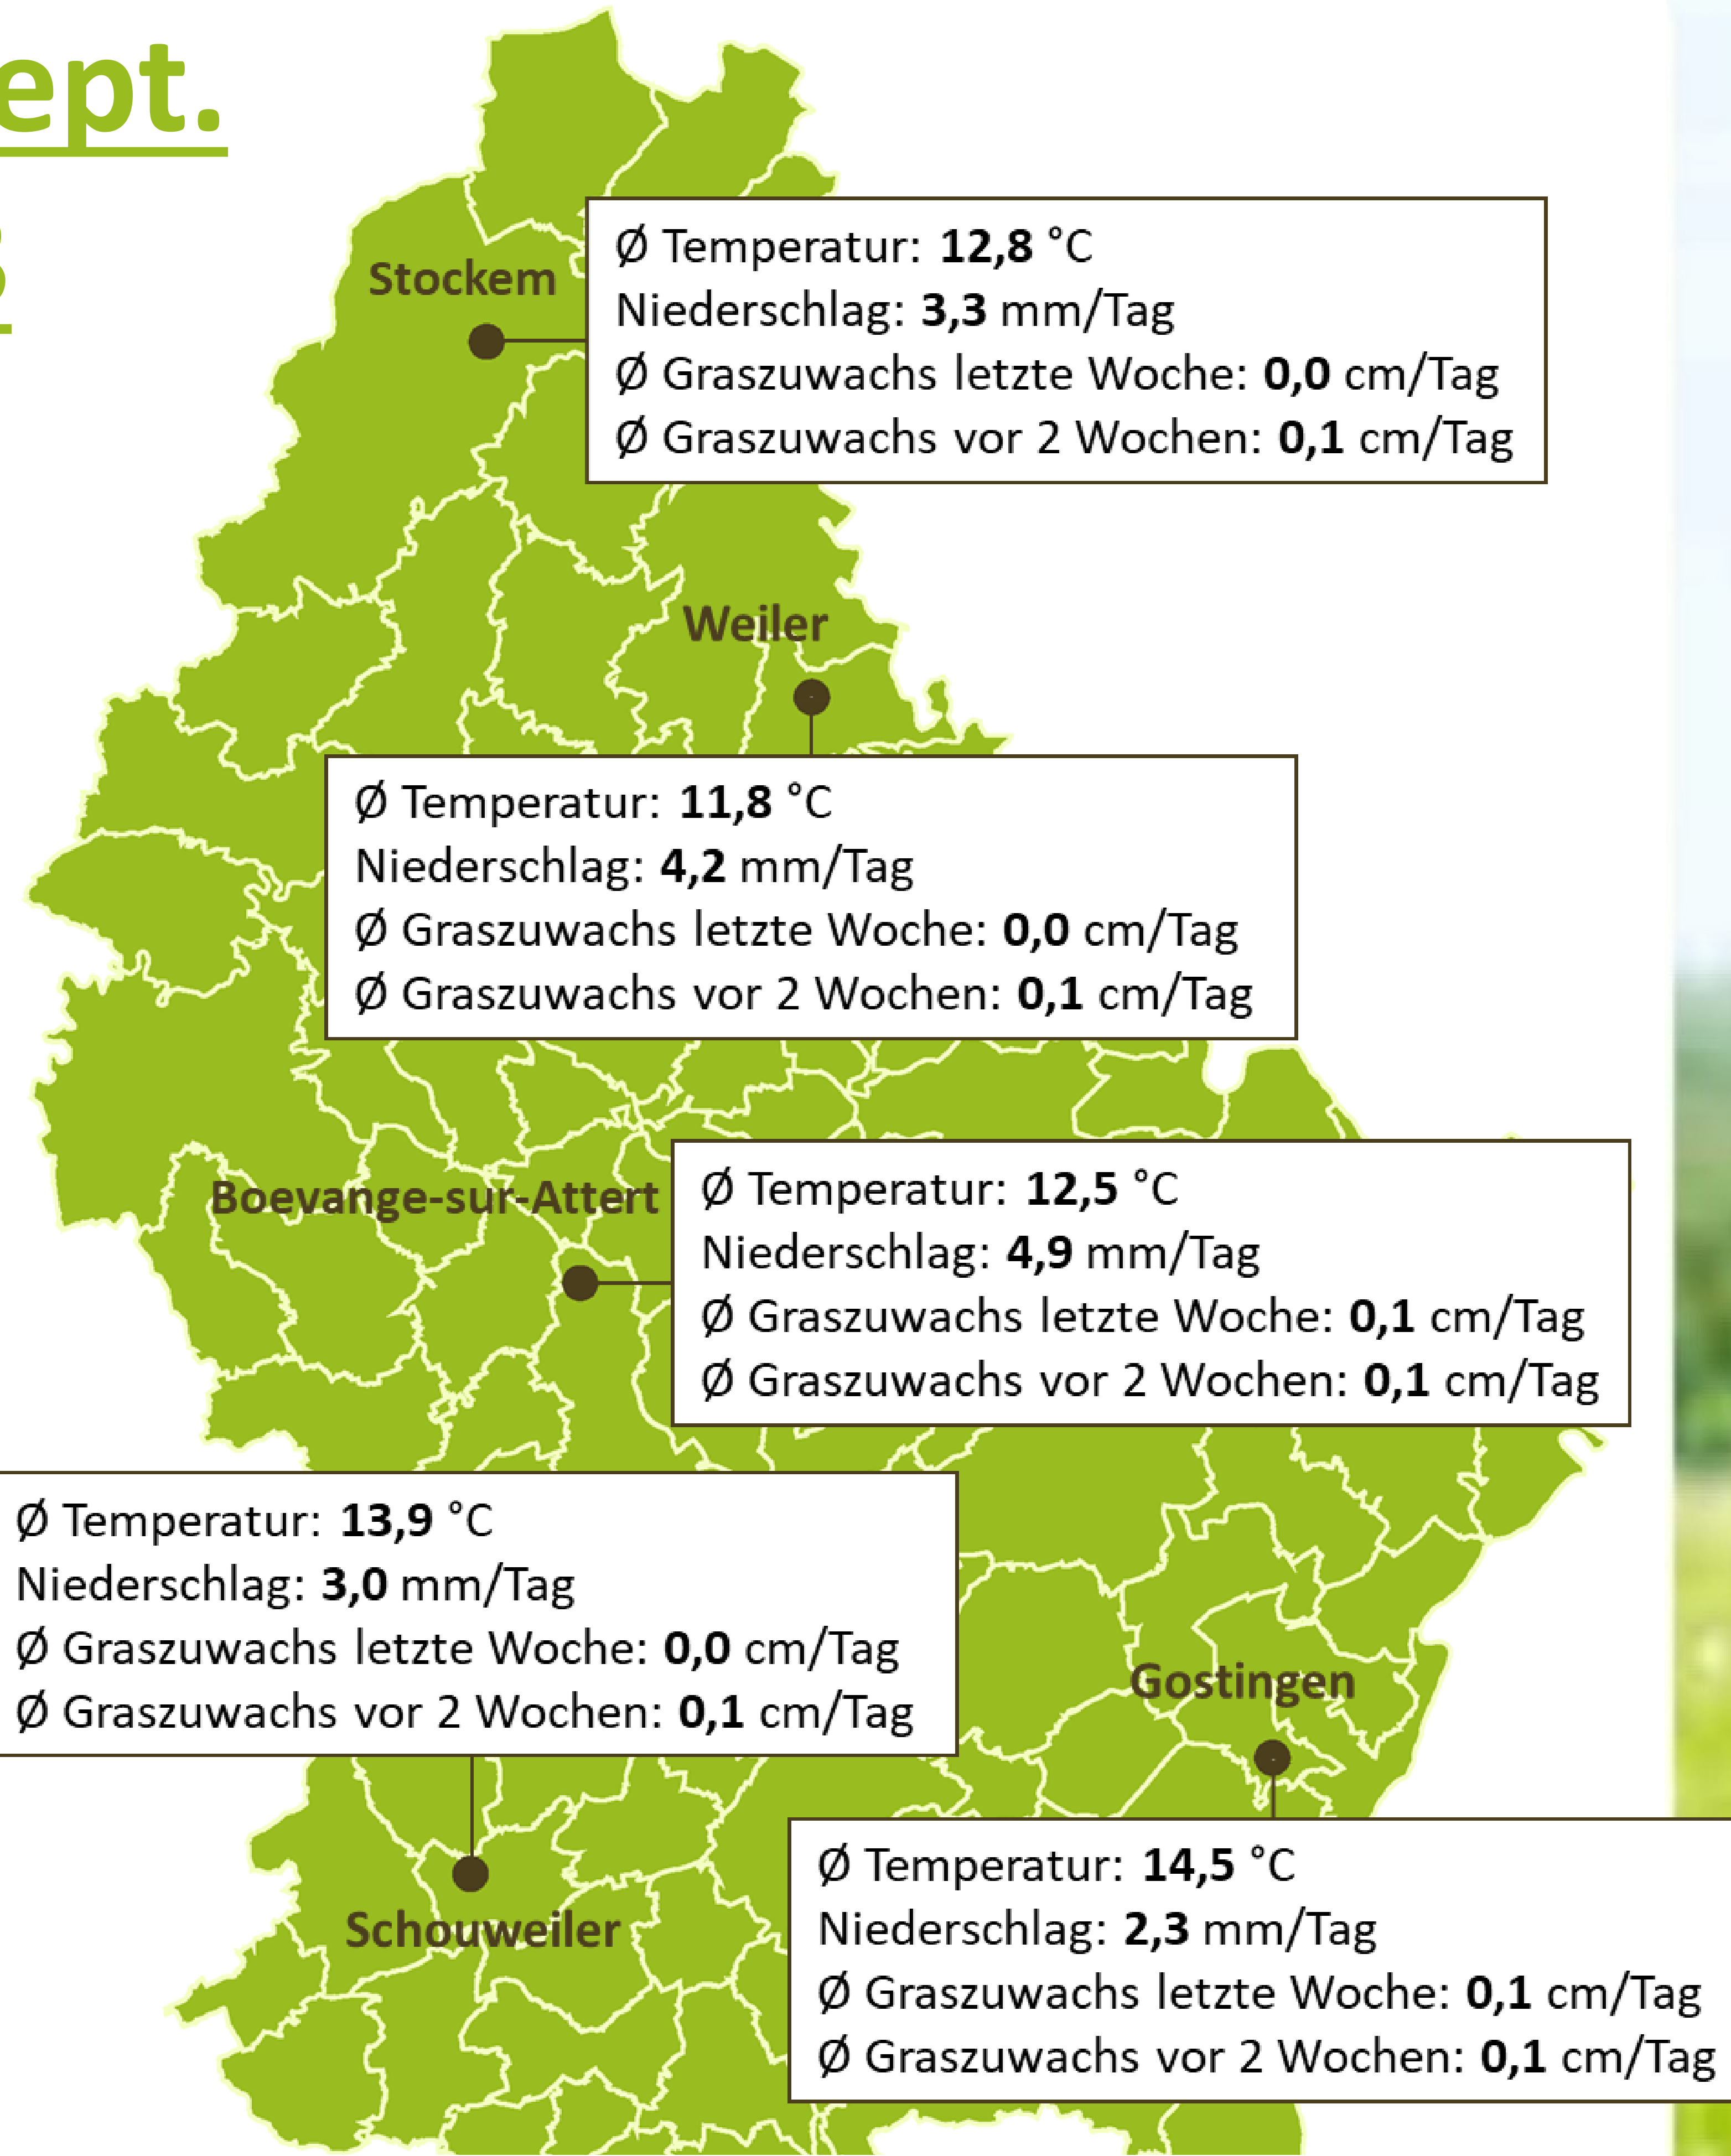 ept.
Stockem
Ø Temperatur: 12,8 °C
Niederschlag: 3,3 mm/Tag
Ø Graszuwachs letzte Woche: 0,0 cm/Tag
Ø Graszuwachs vor 2 Wochen: 0,1 cm/Tag
Weiler
Ø Temperatur: 11,8 °C
Niederschlag: 4,2 mm/Tag
Ø Graszuwachs letzte Woche: 0,0 cm/Tag
Ø Graszuwachs vor 2 Wochen: 0,1 cm/Tag
Boevange-sur-Attert
Ø Temperatur: 12,5 °C
Niederschlag: 4,9 mm/Tag
Ø Graszuwachs letzte Woche: 0,1 cm/Tag
Ø Graszuwachs vor 2 Wochen: 0,1 cm/Tag
Ø Temperatur: 13,9 °C
Niederschlag: 3,0 mm/Tag
Ø Graszuwachs letzte Woche: 0,0 cm/Tag
Ø Graszuwachs vor 2 Wochen: 0,1 cm/Tag
Schouweiler
Gostingen
Ø Temperatur: 14,5 °C
Niederschlag: 2,3 mm/Tag
Ø Graszuwachs letzte Woche: 0,1 cm/Tag
Ø Graszuwachs vor 2 Wochen: 0,1 cm/Tag